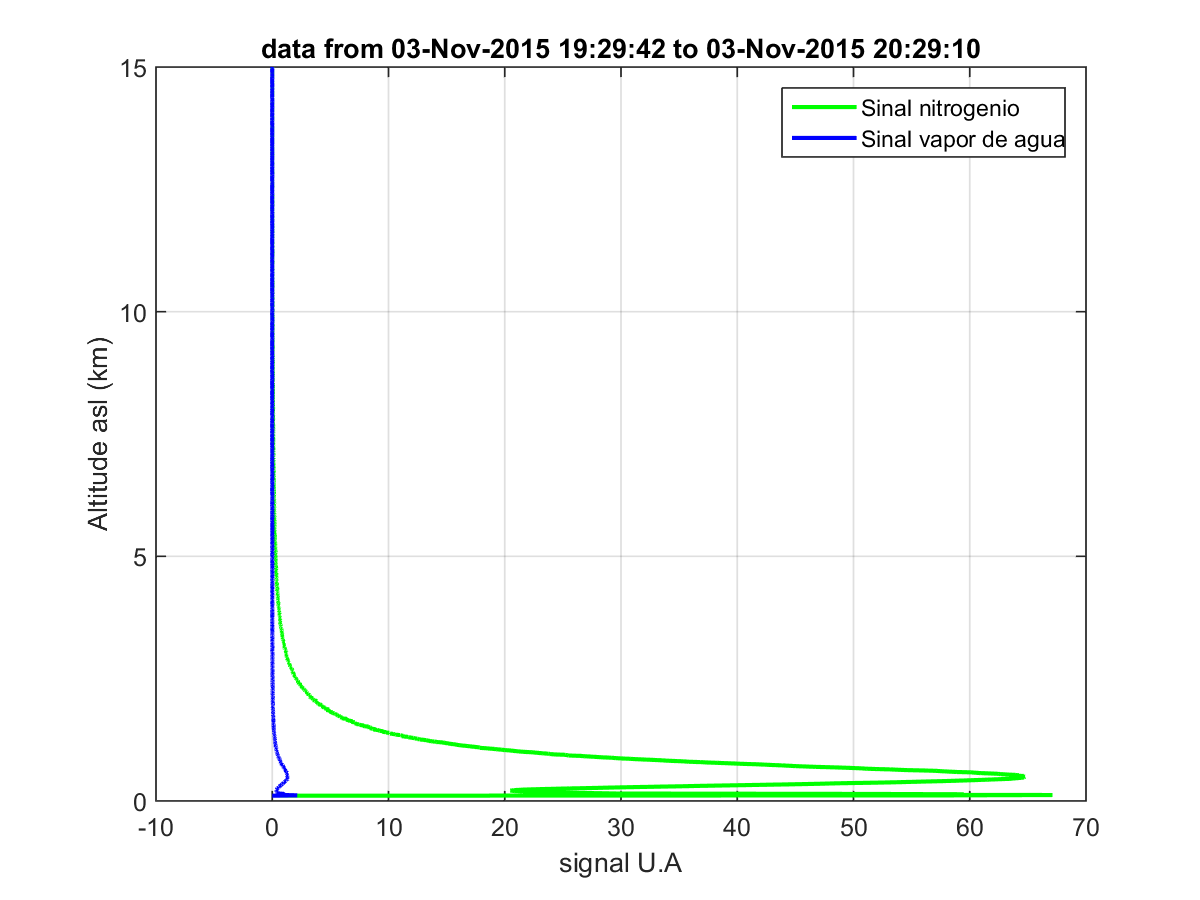 data from 03-Nov-2015 19:29:42 to 03-Nov-2015 20:29:10
Sinal nitrogenio
Sinal vapor de agua
15
10
5
0
Altitude asl (km)
-10 0 10 20 30 40 50 60 70
signal U.A